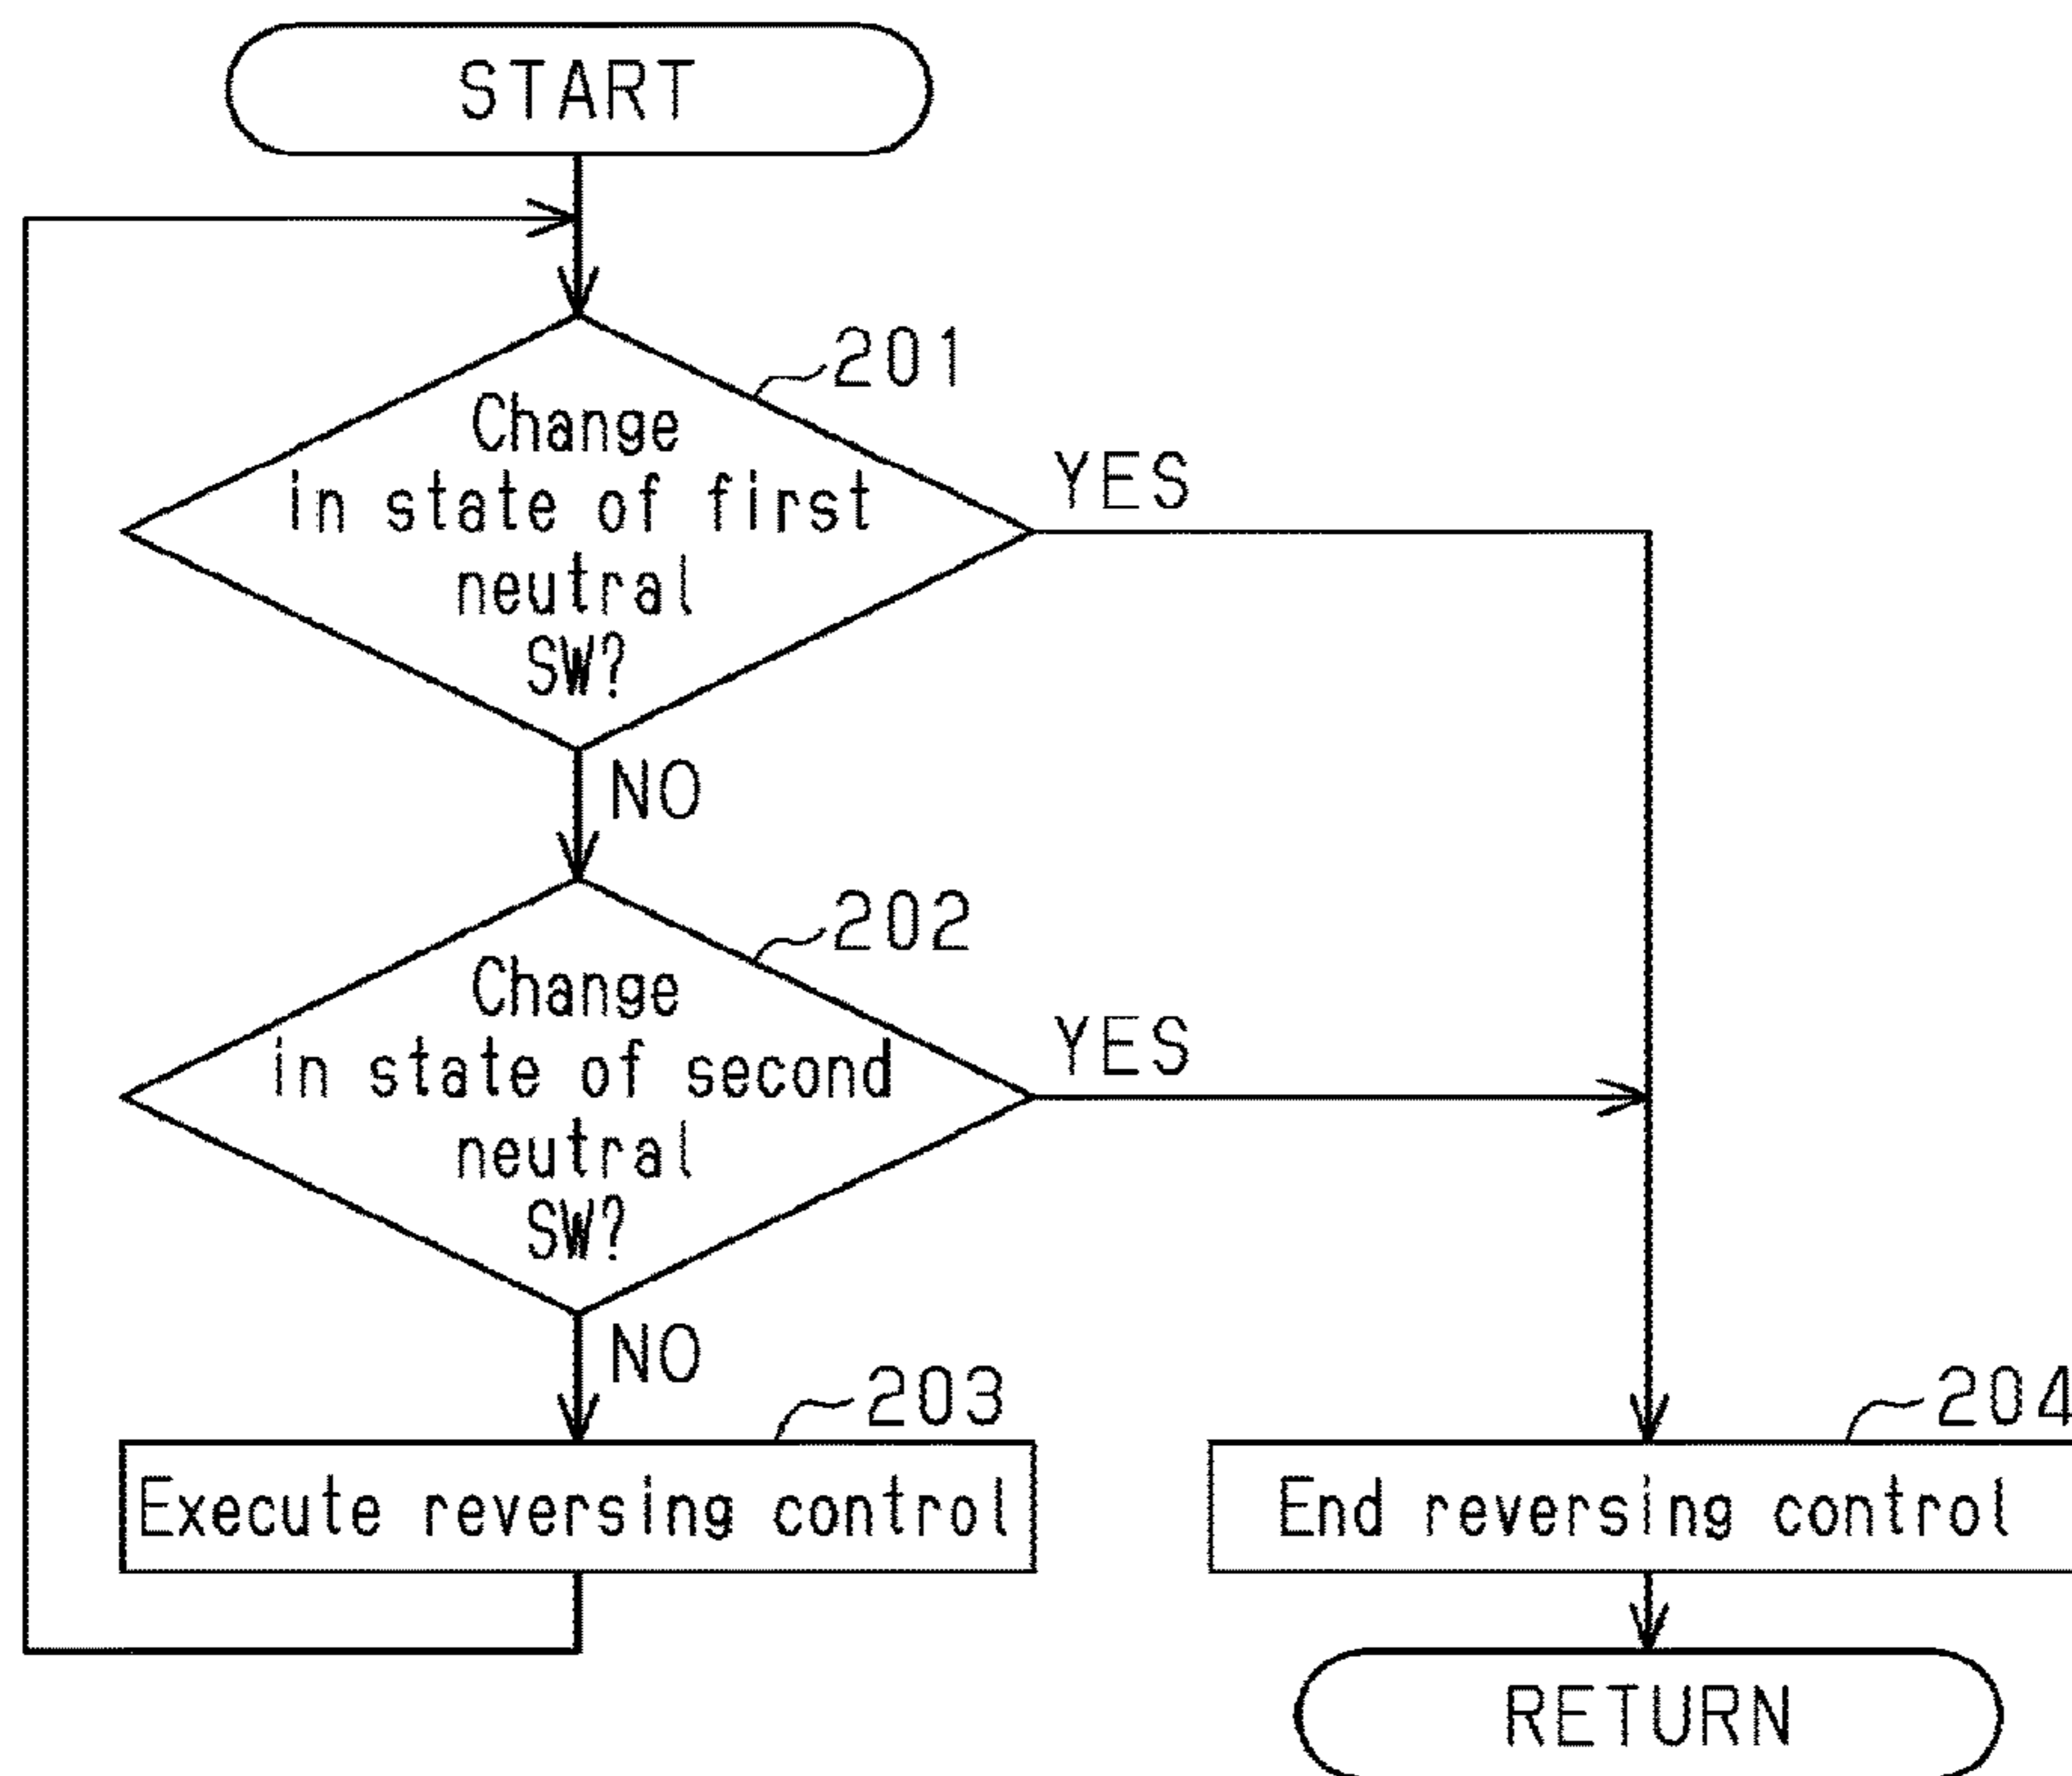 START
201
Change
in state of first
neutral
SW?
YES
NO
202
Change
in state of second
neutral
SW?
YES
NO
203
Execute reversing control
204
End reversing control
RETURN